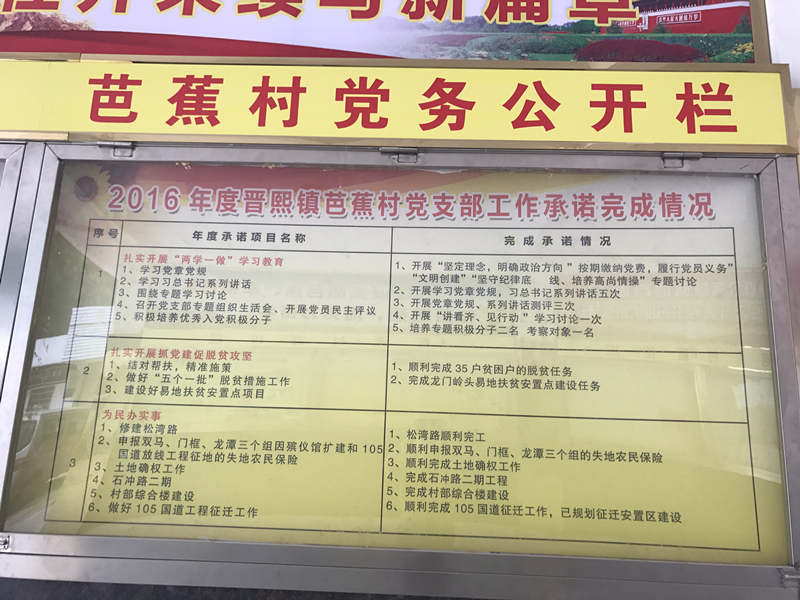 往开来续写新篇章
芭蕉村党务公开栏
2016 年度晋熙镇芭蕉村党支部工作承诺完成情况
序号 年度承诺项目名称 完成承诺情况
1
扎实开展“两学一做”学习教育
1、学习党章党规
2、学习习总书记系列讲话
3、围绕专题学习讨论
4、召开党支部专题组织生活会、开展党员民主评议
5、积极培养优秀入党积极分子
1、开展“坚定理念，明确政治方向”按期缴纳党费，履行党员义务”
“文明创建”“坚守纪律底 线、培养高尚情操”专题讨论
2、开展学习党章党规，习总书记系列讲话五次
3、开展党章党规、系列讲话测评三次
4、开展“讲看齐、见行动”学习讨论一次
5、培养专题积极分子二名 考察对象一名
2
扎实开展抓党建促脱贫攻坚
1、结对帮扶，精准施策
2、做好“五个一批”脱贫措施工作
3、建设好易地扶贫安置点项目
1、顺利完成 35 户贫困户的脱贫任务
2、完成龙门岭头易地扶贫安置点建设任务
3
为民办实事
1、修建松湾路
2、申报双马、门框、龙潭三个组因殡仪馆扩建和 105
国道放线工程征地的失地农民保险
3、土地确权工作
4、石冲路二期
5、村部综合楼建设
6、做好 105 国道工程征迁工作
1、松湾路顺利完工
2、顺利申报双马、门框、龙潭三个组的失地农民保险
3、顺利完成土地确权工作
4、完成石冲路二期工程
5、完成村部综合楼建设
6、顺利完成 105 国道征迁工作，已规划征迁安置区建设